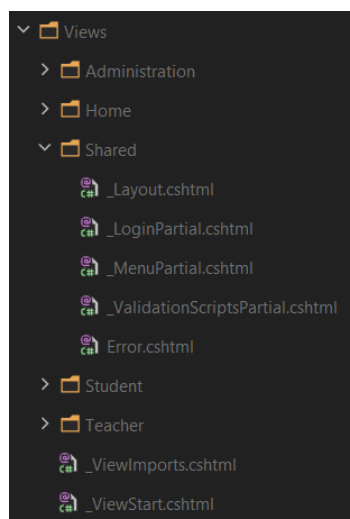 Views
Administration
Home
Shared
_Layout.cshtml
_LoginPartial.cshtml
_MenuPartial.cshtml
_ValidationScriptsPartial.cshtml
Error.cshtml
Student
Teacher
_ViewImports.cshtml
_ViewStart.cshtml